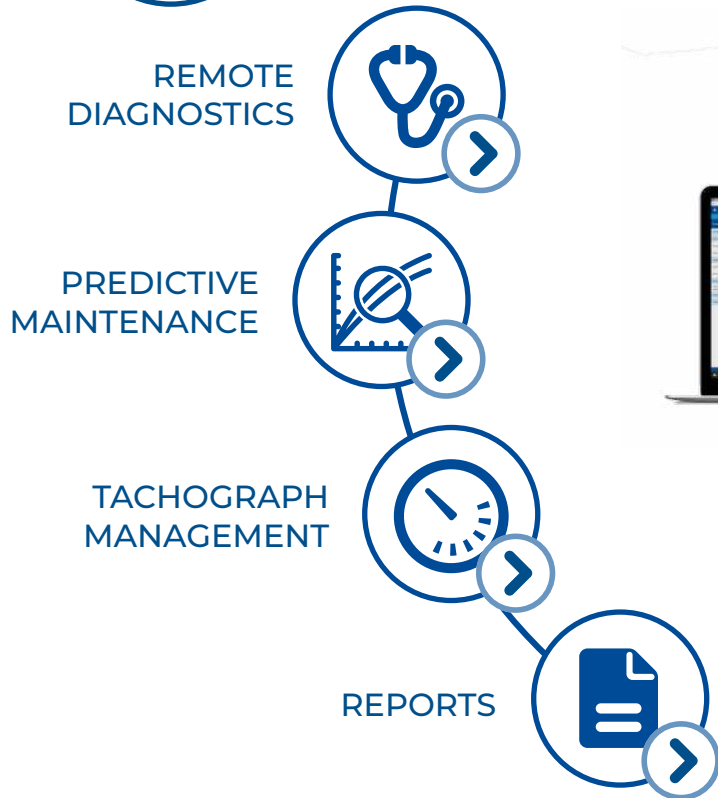 REMOTE
DIAGNOSTICS
PREDICTIVE
MAINTENANCE
TACHOGRAPH
MANAGEMENT
REPORTS